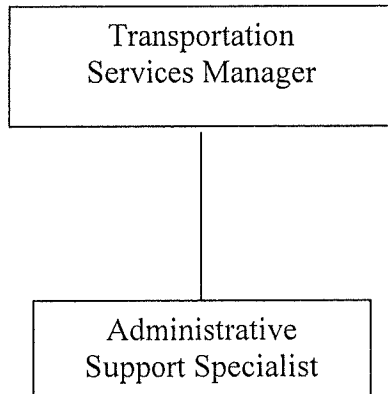 Transportation
Services Manager
Administrative
Support Specialist